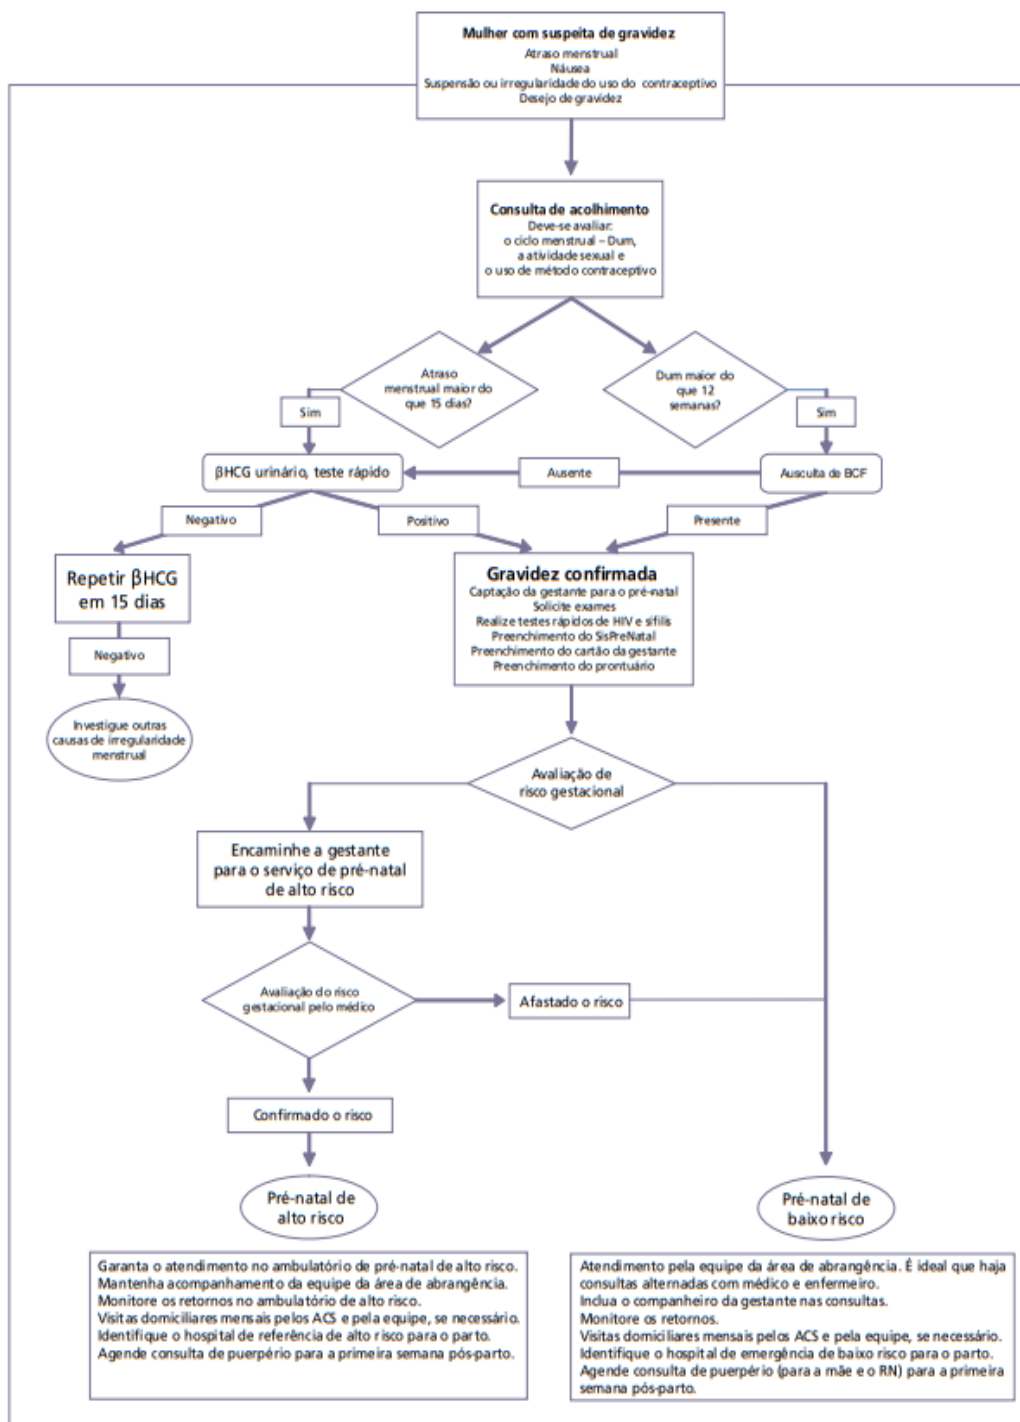 Mulher com suspeita de gravidez
Atraso menstrual
Náusea
Suspensão ou irregularidade do uso do contraceptivo
Desejo de gravidez
Consulta de acolhimento
Deve-se avaliar:
o ciclo menstrual – Dum,
a atividade sexual e
o uso de método contraceptivo
Atraso
menstrual maior do
que 15 dias?
Dum maior do
que 12
semanas?
Sim
Sim
βHCG urinário, teste rápido
Ausente
Ausculta de BCF
Negativo
Positivo
Presente
Repetir βHCG
em 15 dias
Gravidez confirmada
Captação da gestante para o pré-natal
Solicite exames
Realize testes rápidos de HIV e sífilis
Preenchimento do SisPreNatal
Preenchimento do cartão da gestante
Preenchimento do prontuário
Negativo
Investigue outras
causas de irregularidade
menstrual
Avaliação de
risco gestacional
Encaminhe a gestante
para o serviço de pré-natal
de alto risco
Avaliação do risco
gestacional pelo médico
Afastado o risco
Confirmado o risco
Pré-natal de
alto risco
Pré-natal de
baixo risco
Garanta o atendimento no ambulatório de pré-natal de alto risco.
Mantenha acompanhamento da equipe da área de abrangência.
Monitore os retornos no ambulatório de alto risco.
Visitas domiciliares mensais pelos ACS e pela equipe, se necessário.
Identifique o hospital de referência de alto risco para o parto.
Agende consulta de puerpério para a primeira semana pós-parto.
Atendimento pela equipe da área de abrangência. É ideal que haja
consultas alternadas com médico e enfermeiro.
Inclua o companheiro da gestante nas consultas.
Monitore os retornos.
Visitas domiciliares mensais pelos ACS e pela equipe, se necessário.
Identifique o hospital de emergência de baixo risco para o parto.
Agende consulta de puerpério (para a mãe e o RN) para a primeira
semana pós-parto.